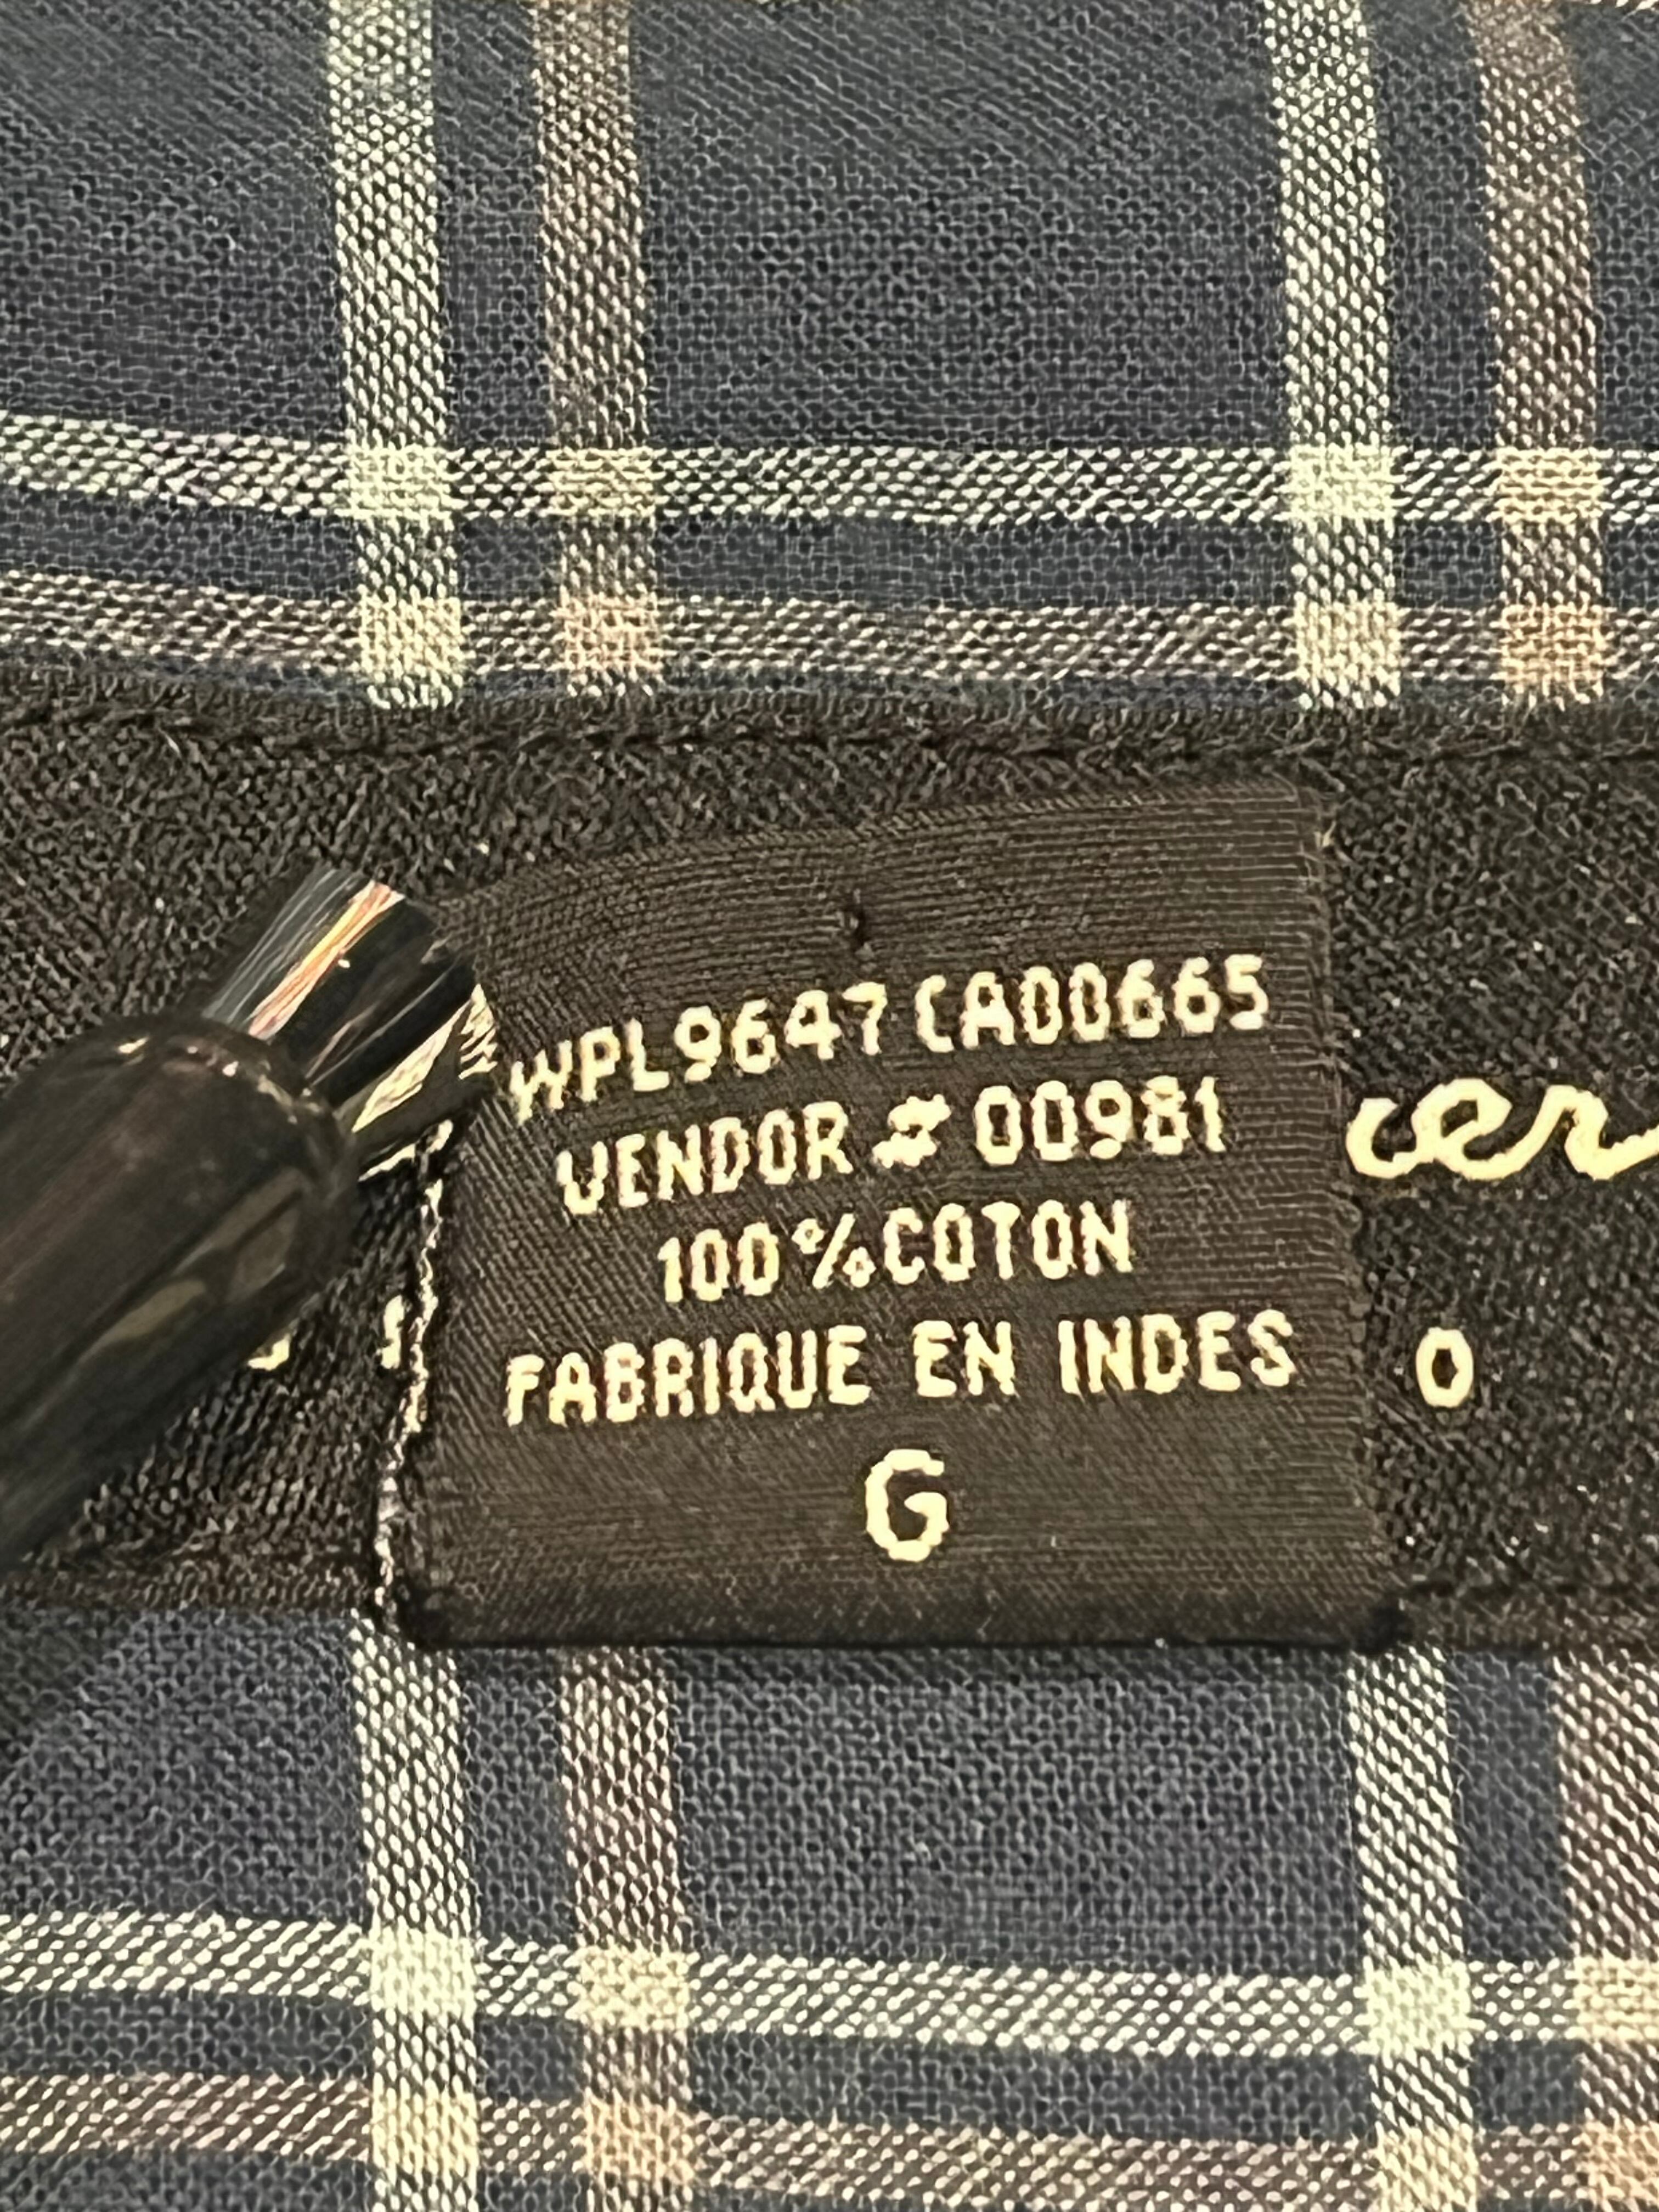 WPL9647 CA00665
VENDOR # 00981
100% COTON
FABRIQUE EN INDES
G